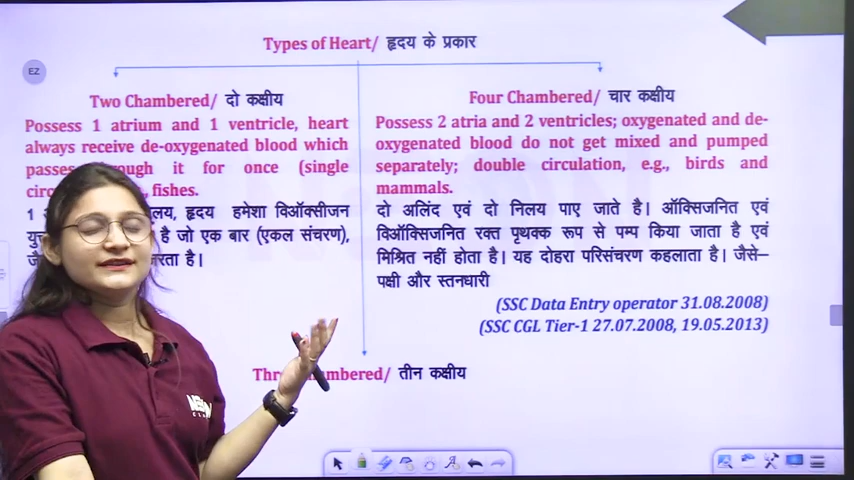 Types of Heart/ हृदय के प्रकार
EZ
Two Chambered/ दो कक्षीय
Possess 1 atrium and 1 ventricle, heart
always receive de-oxygenated blood which
passes through it for once (single
fishes.
1 हृदय हमेशा विऑक्सीजन
है जो एक बार (एकल संचरण),
करता है।
Four Chambered/ चार कक्षीय
Possess 2 atria and 2 ventricles; oxygenated and de-
oxygenated blood do not get mixed and pumped
separately; double circulation, e.g., birds and
mammals.
दो अलिंद एवं दो निलय पाए जाते है। ऑक्सिजनित एवं
विऑक्सिजनित रक्त पृथक्क रूप से पम्प किया जाता है एवं
मिश्रित नहीं होता है। यह दोहरा परिसंचरण कहलाता है। जैसे–
पक्षी और स्तनधारी
(SSC Data Entry operator 31.08.2008)
(SSC CGL Tier-1 27.07.2008, 19.05.2013)
Three Chambered/ तीन कक्षीय